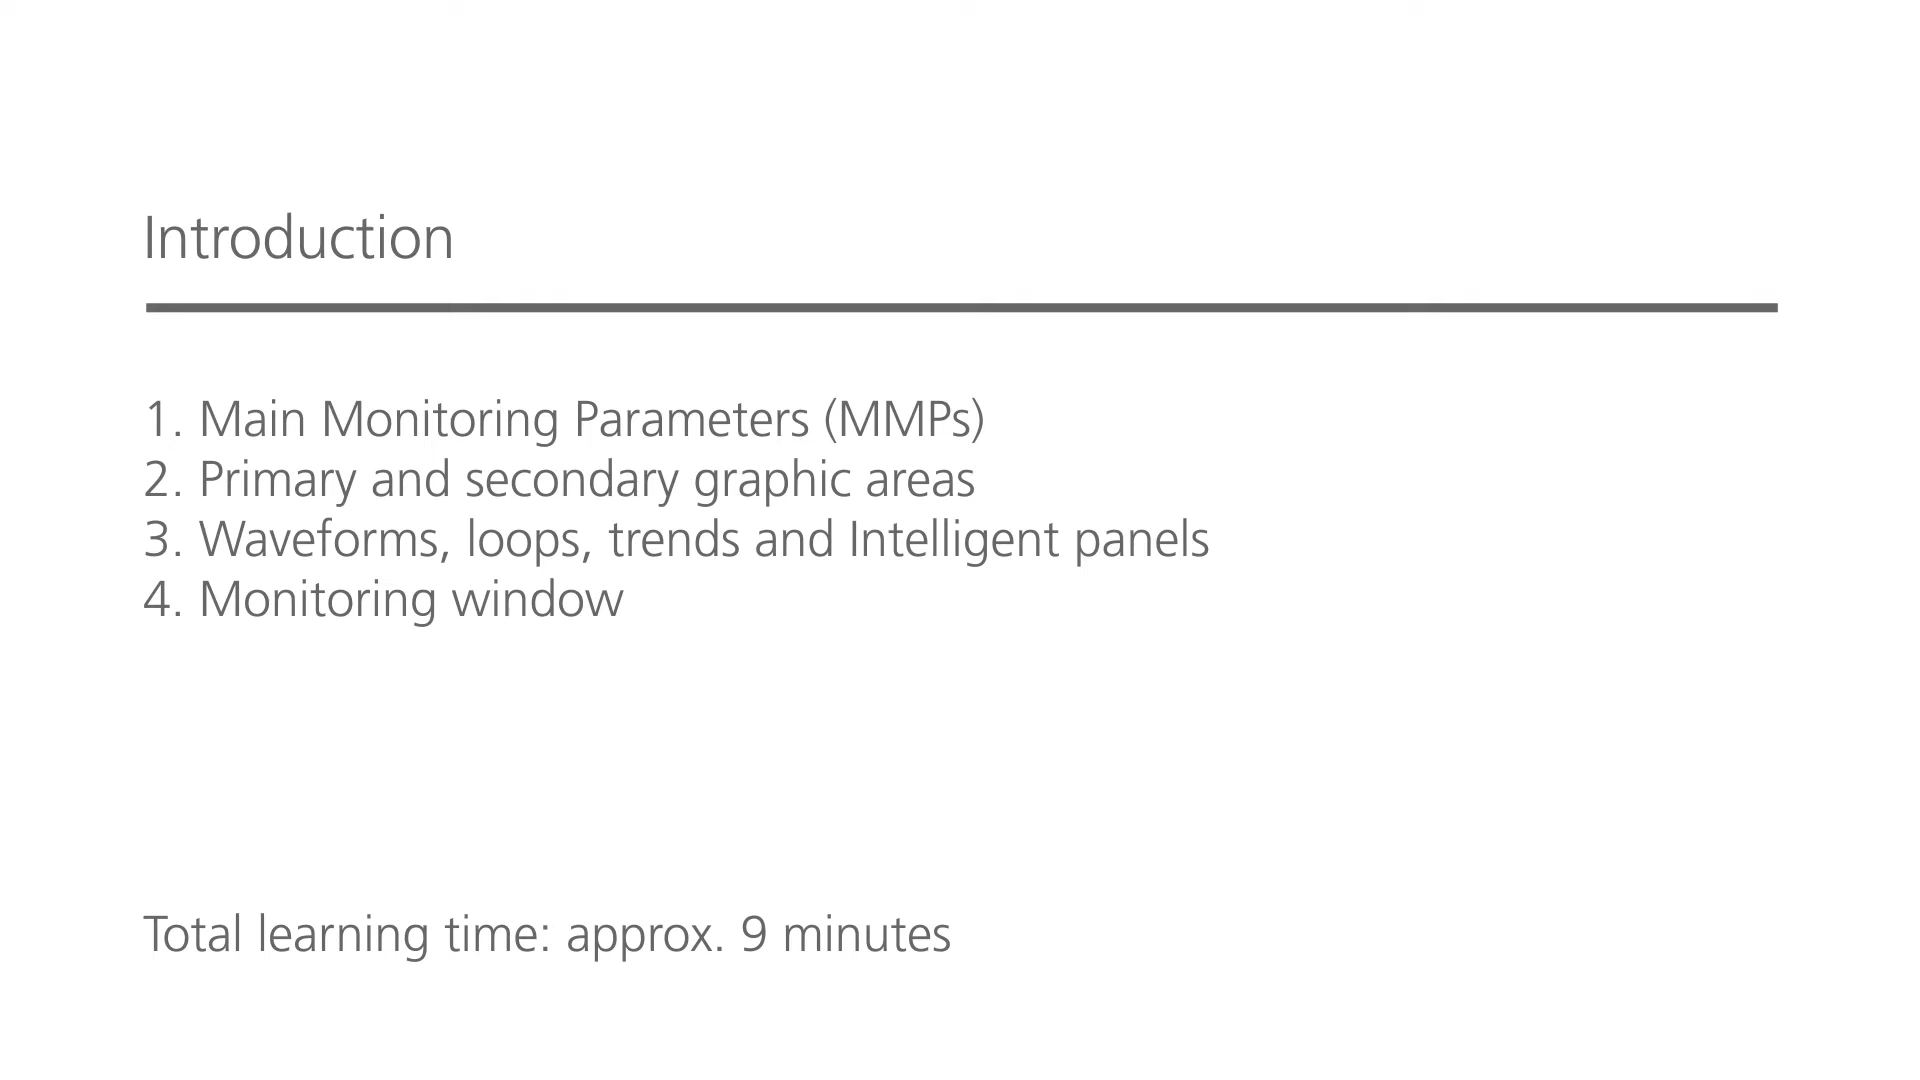 Introduction
1. Main Monitoring Parameters (MMPs)
2. Primary and secondary graphic areas
3. Waveforms, loops, trends and Intelligent panels
4. Monitoring window
Total learning time: approx. 9 minutes